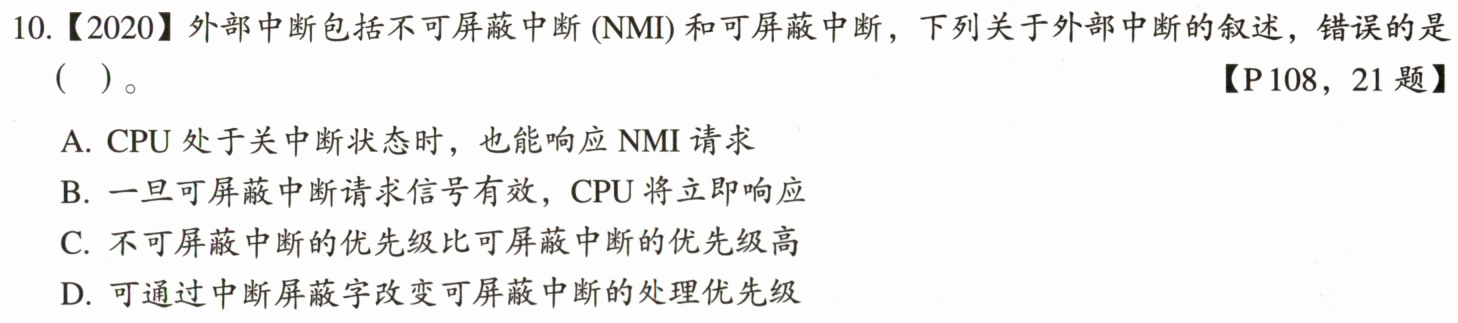 10.【2020】外部中断包括不可屏蔽中断 (NMI) 和可屏蔽中断，下列关于外部中断的叙述，错误的是
( )。 【P 108，21 题】
A. CPU 处于关中断状态时，也能响应 NMI 请求
B. 一旦可屏蔽中断请求信号有效，CPU 将立即响应
C. 不可屏蔽中断的优先级比可屏蔽中断的优先级高
D. 可通过中断屏蔽字改变可屏蔽中断的处理优先级